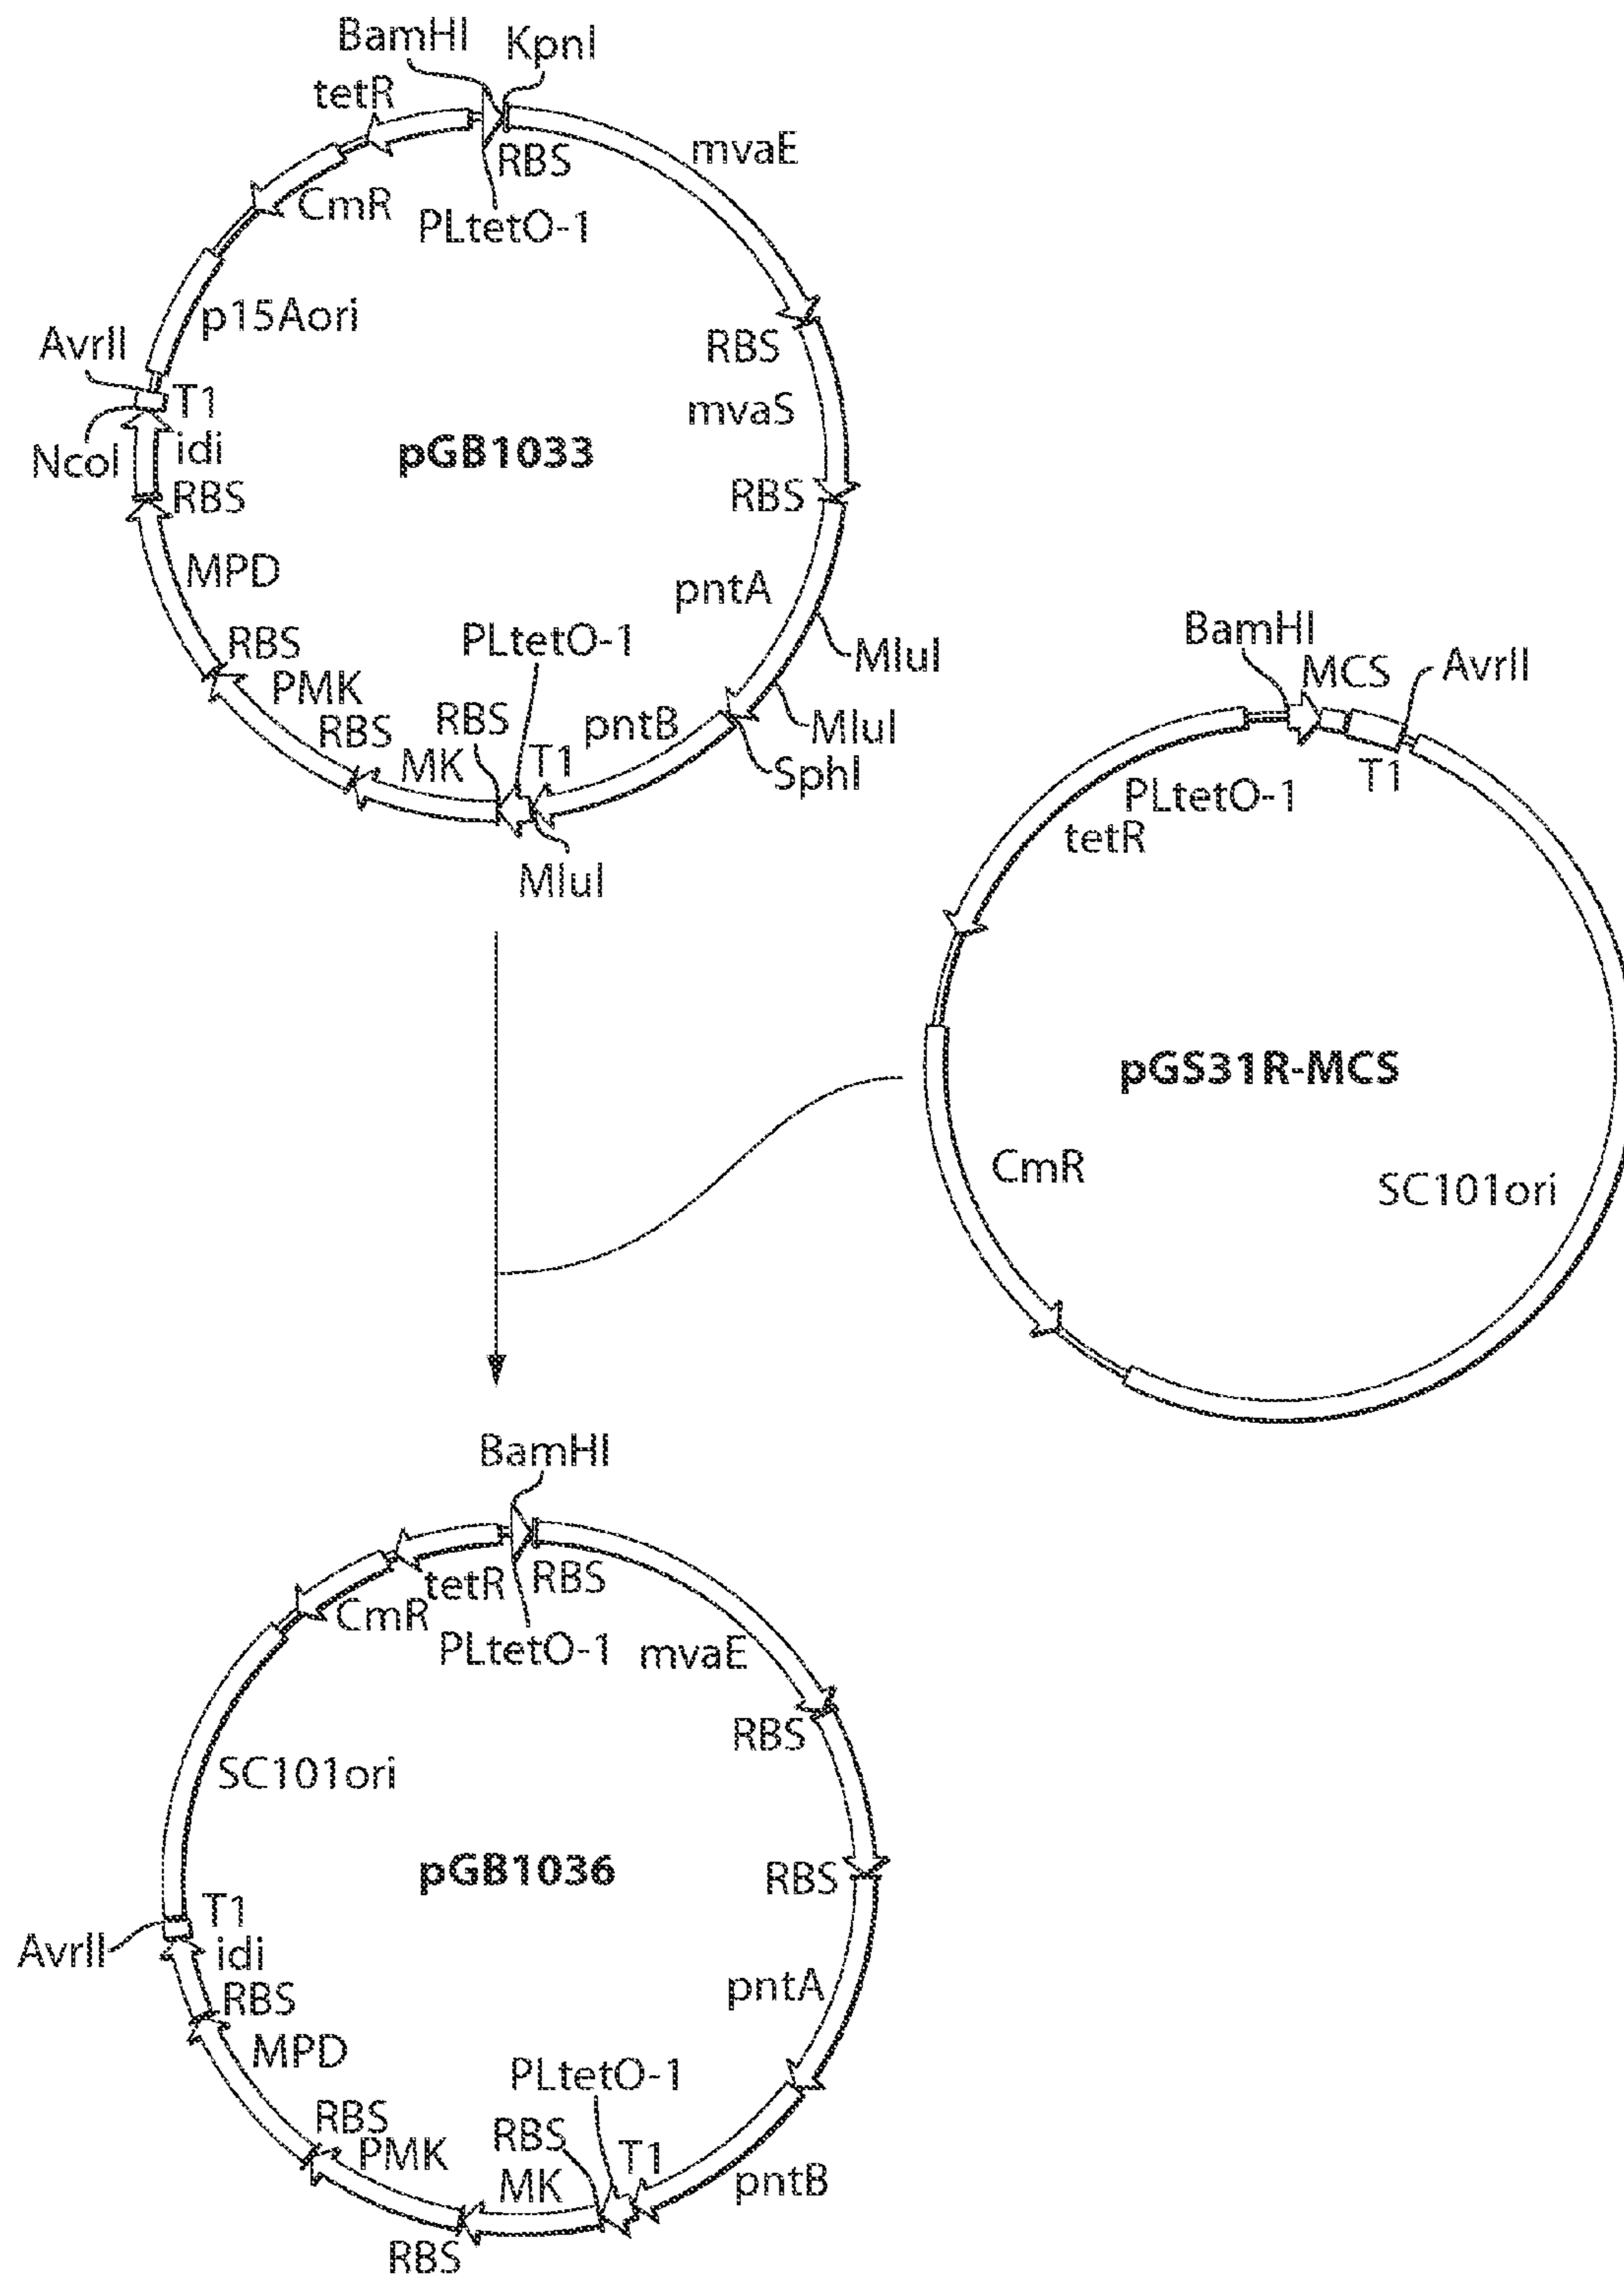 BamHI
KpnI
tetR
RBS
mvaE
CmR
PLtetO-1
p15Aori
AvrII
RBS
T1
mvaS
NcoI
idi
pGB1033
RBS
RBS
MPD
pntA
RBS
PLtetO-1
MluI
PMK
RBS
RBS
pntB
MluI
MK
T1
SphI
MluI
BamHI
MCS
AvrII
T1
PLtetO-1
tetR
pGS31R-MCS
CmR
SC101ori
BamHI
tetR
RBS
CmR
PLtetO-1
mvaE
RBS
SC101ori
pGB1036
RBS
T1
AvrII
idi
RBS
pntA
MPD
PLtetO-1
RBS
RBS
PMK
T1
MK
pntB
RBS